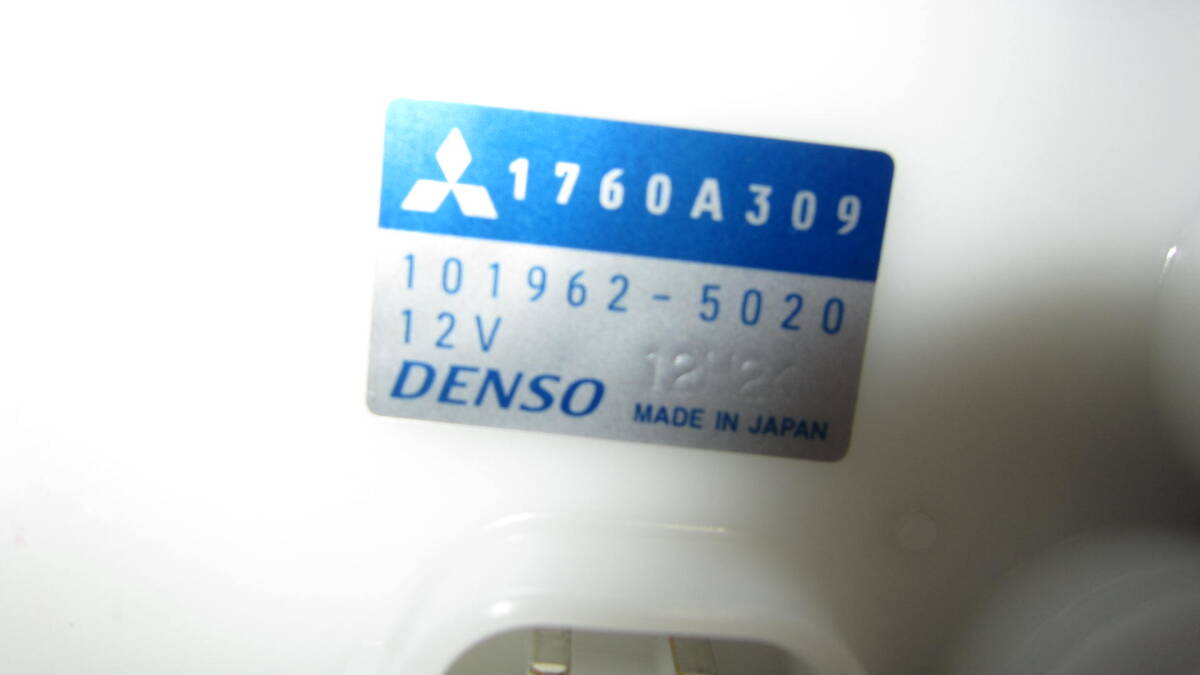 1760A309
101962-5020
12V
DENSO
MADE IN JAPAN